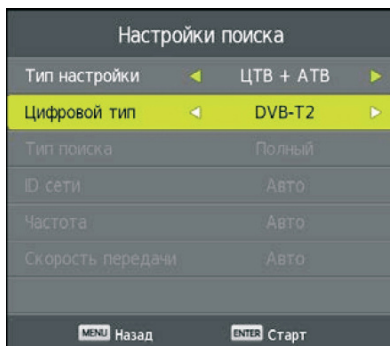 Настройки поиска
Тип настройки ЦТВ + АТВ
Цифровой тип DVB-T2
Тип поиска Полный
ID сети Авто
Частота Авто
Скорость передачи Авто
MENU Назад ENTER Старт